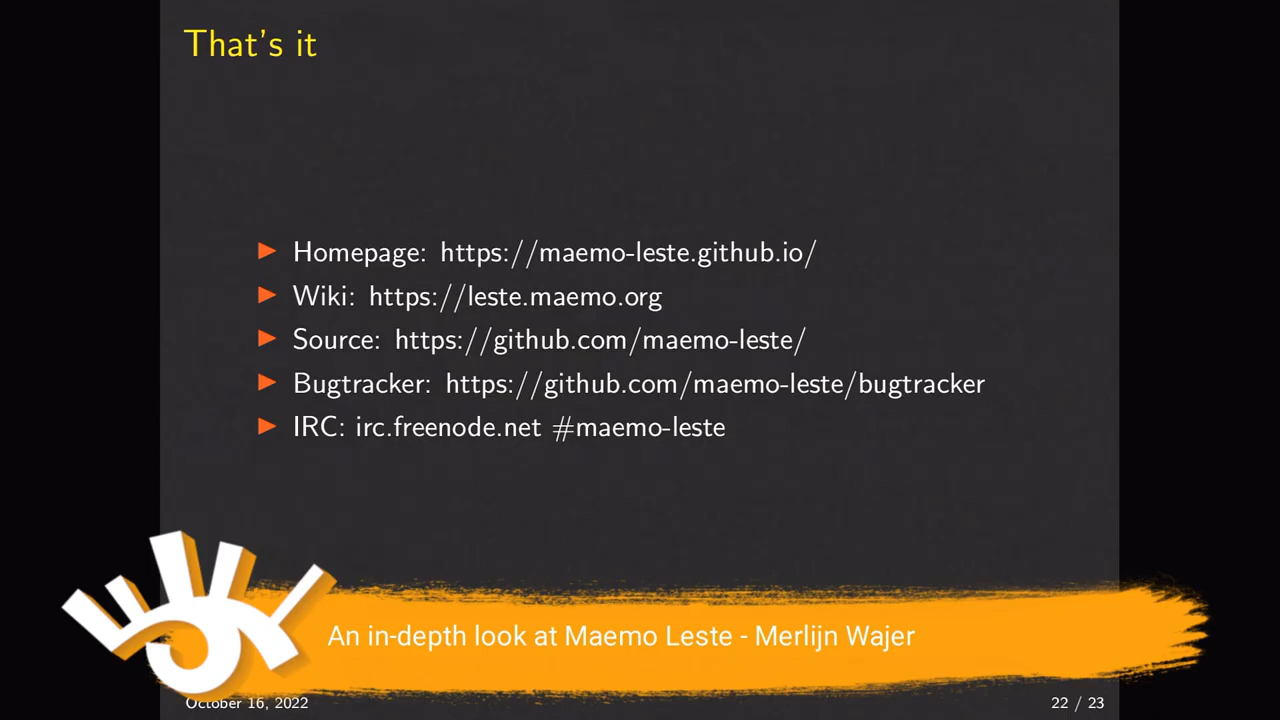 That's it
Homepage: https://maemo-leste.github.io/
Wiki: https://leste.maemo.org
Source: https://github.com/maemo-leste/
Bugtracker: https://github.com/maemo-leste/bugtracker
IRC: irc.freenode.net #maemo-leste
An in-depth look at Maemo Leste - Merlijn Wajer
October 16, 2022
22 / 23